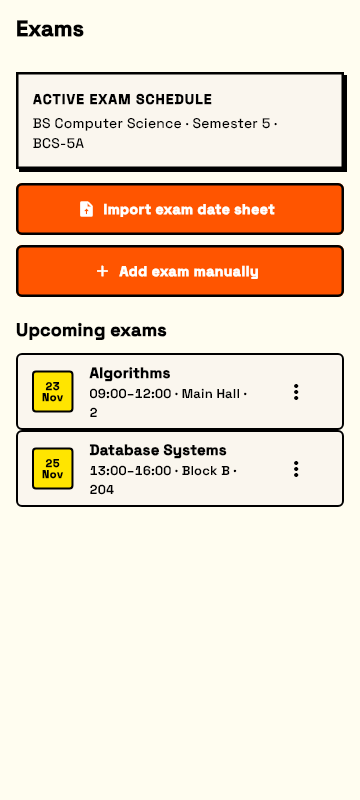 Exams
ACTIVE EXAM SCHEDULE
BS Computer Science · Semester 5 ·
BCS-5A
Import exam date sheet
+ Add exam manually
Upcoming exams
23
Nov
Algorithms
09:00–12:00 · Main Hall ·
2
25
Nov
Database Systems
13:00–16:00 · Block B ·
204